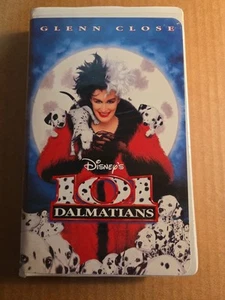 GLENN CLOSE
DISNEY'S
101
DALMATIANS